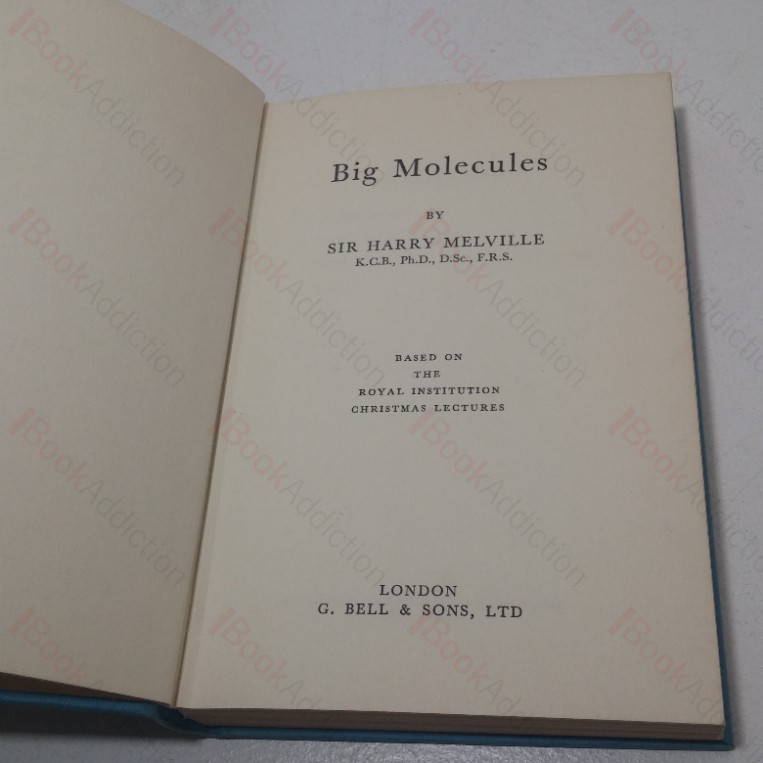 Big Molecules
BY
SIR HARRY MELVILLE
K.C.B., Ph.D., D.Sc., F.R.S.
BASED ON
THE
ROYAL INSTITUTION
CHRISTMAS LECTURES
LONDON
G. BELL & SONS, LTD
BookAddiction